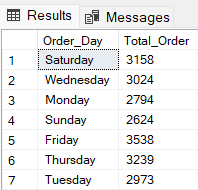 Results Messages
Order_Day Total_Order
1 Saturday 3158
2 Wednesday 3024
3 Monday 2794
4 Sunday 2624
5 Friday 3538
6 Thursday 3239
7 Tuesday 2973